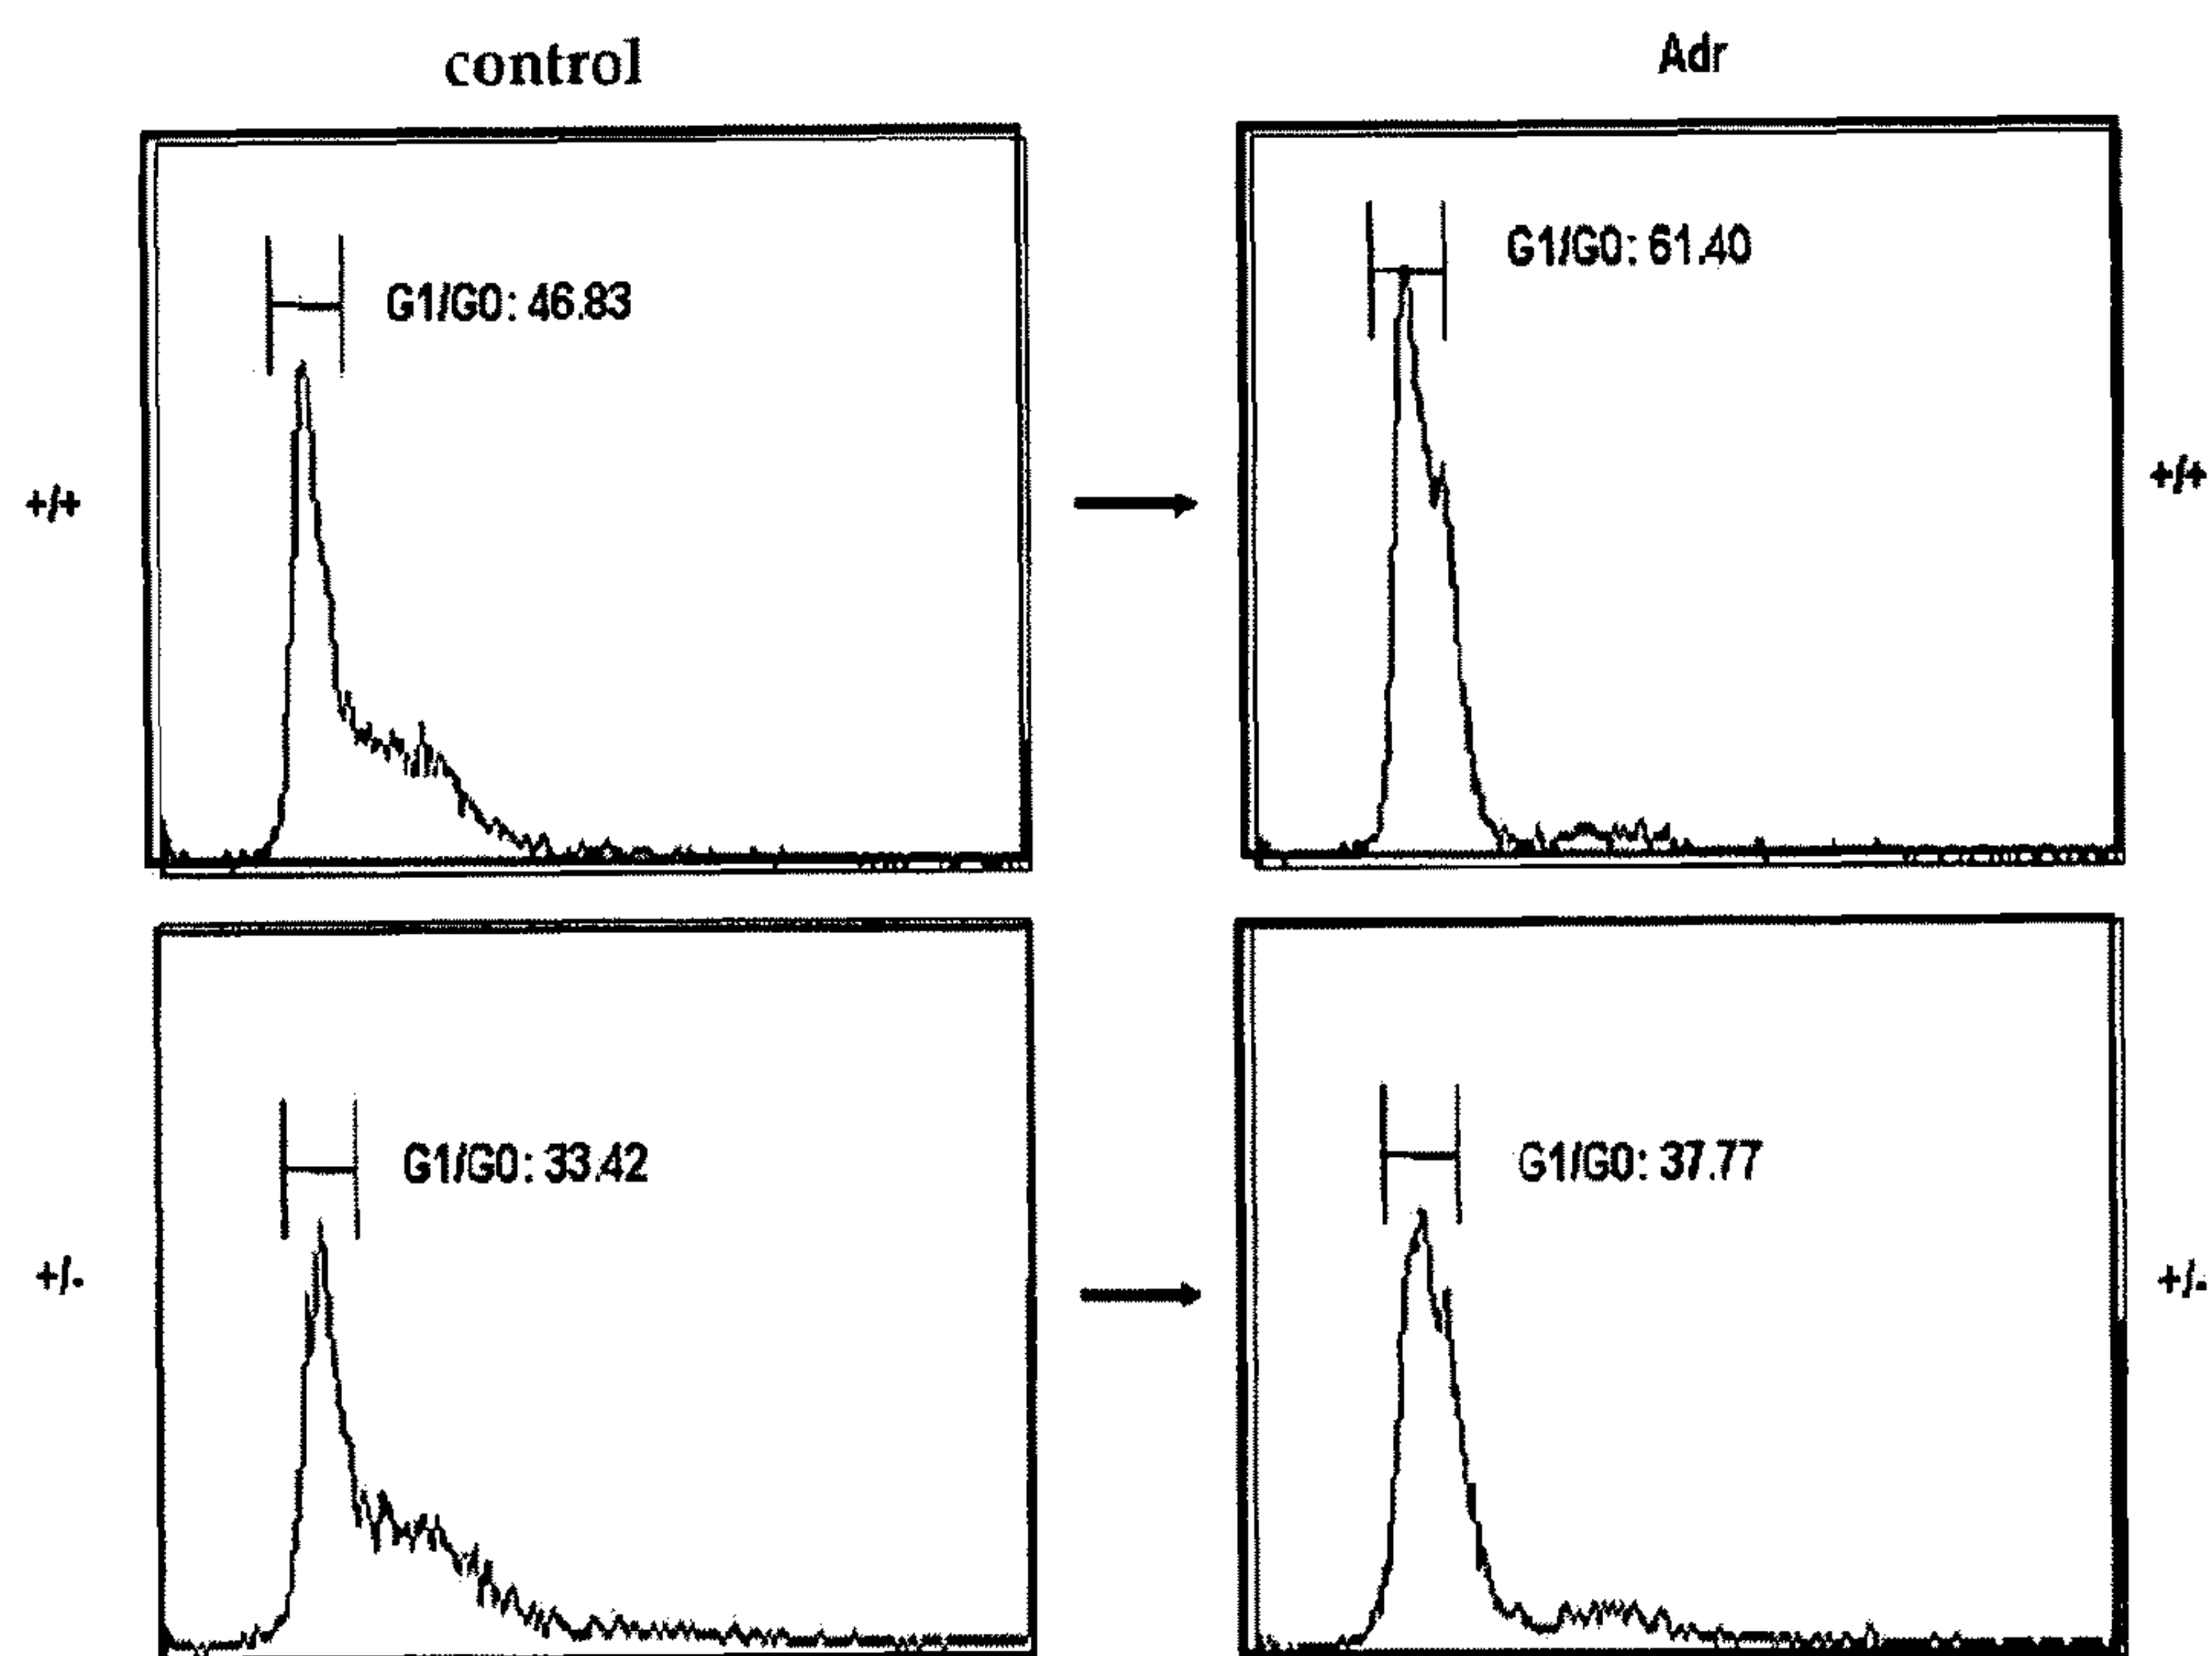 control
Adr
G1/G0: 46.83
G1/G0: 61.40
+/+
+/+
G1/G0: 33.42
G1/G0: 37.77
+/-
+/-